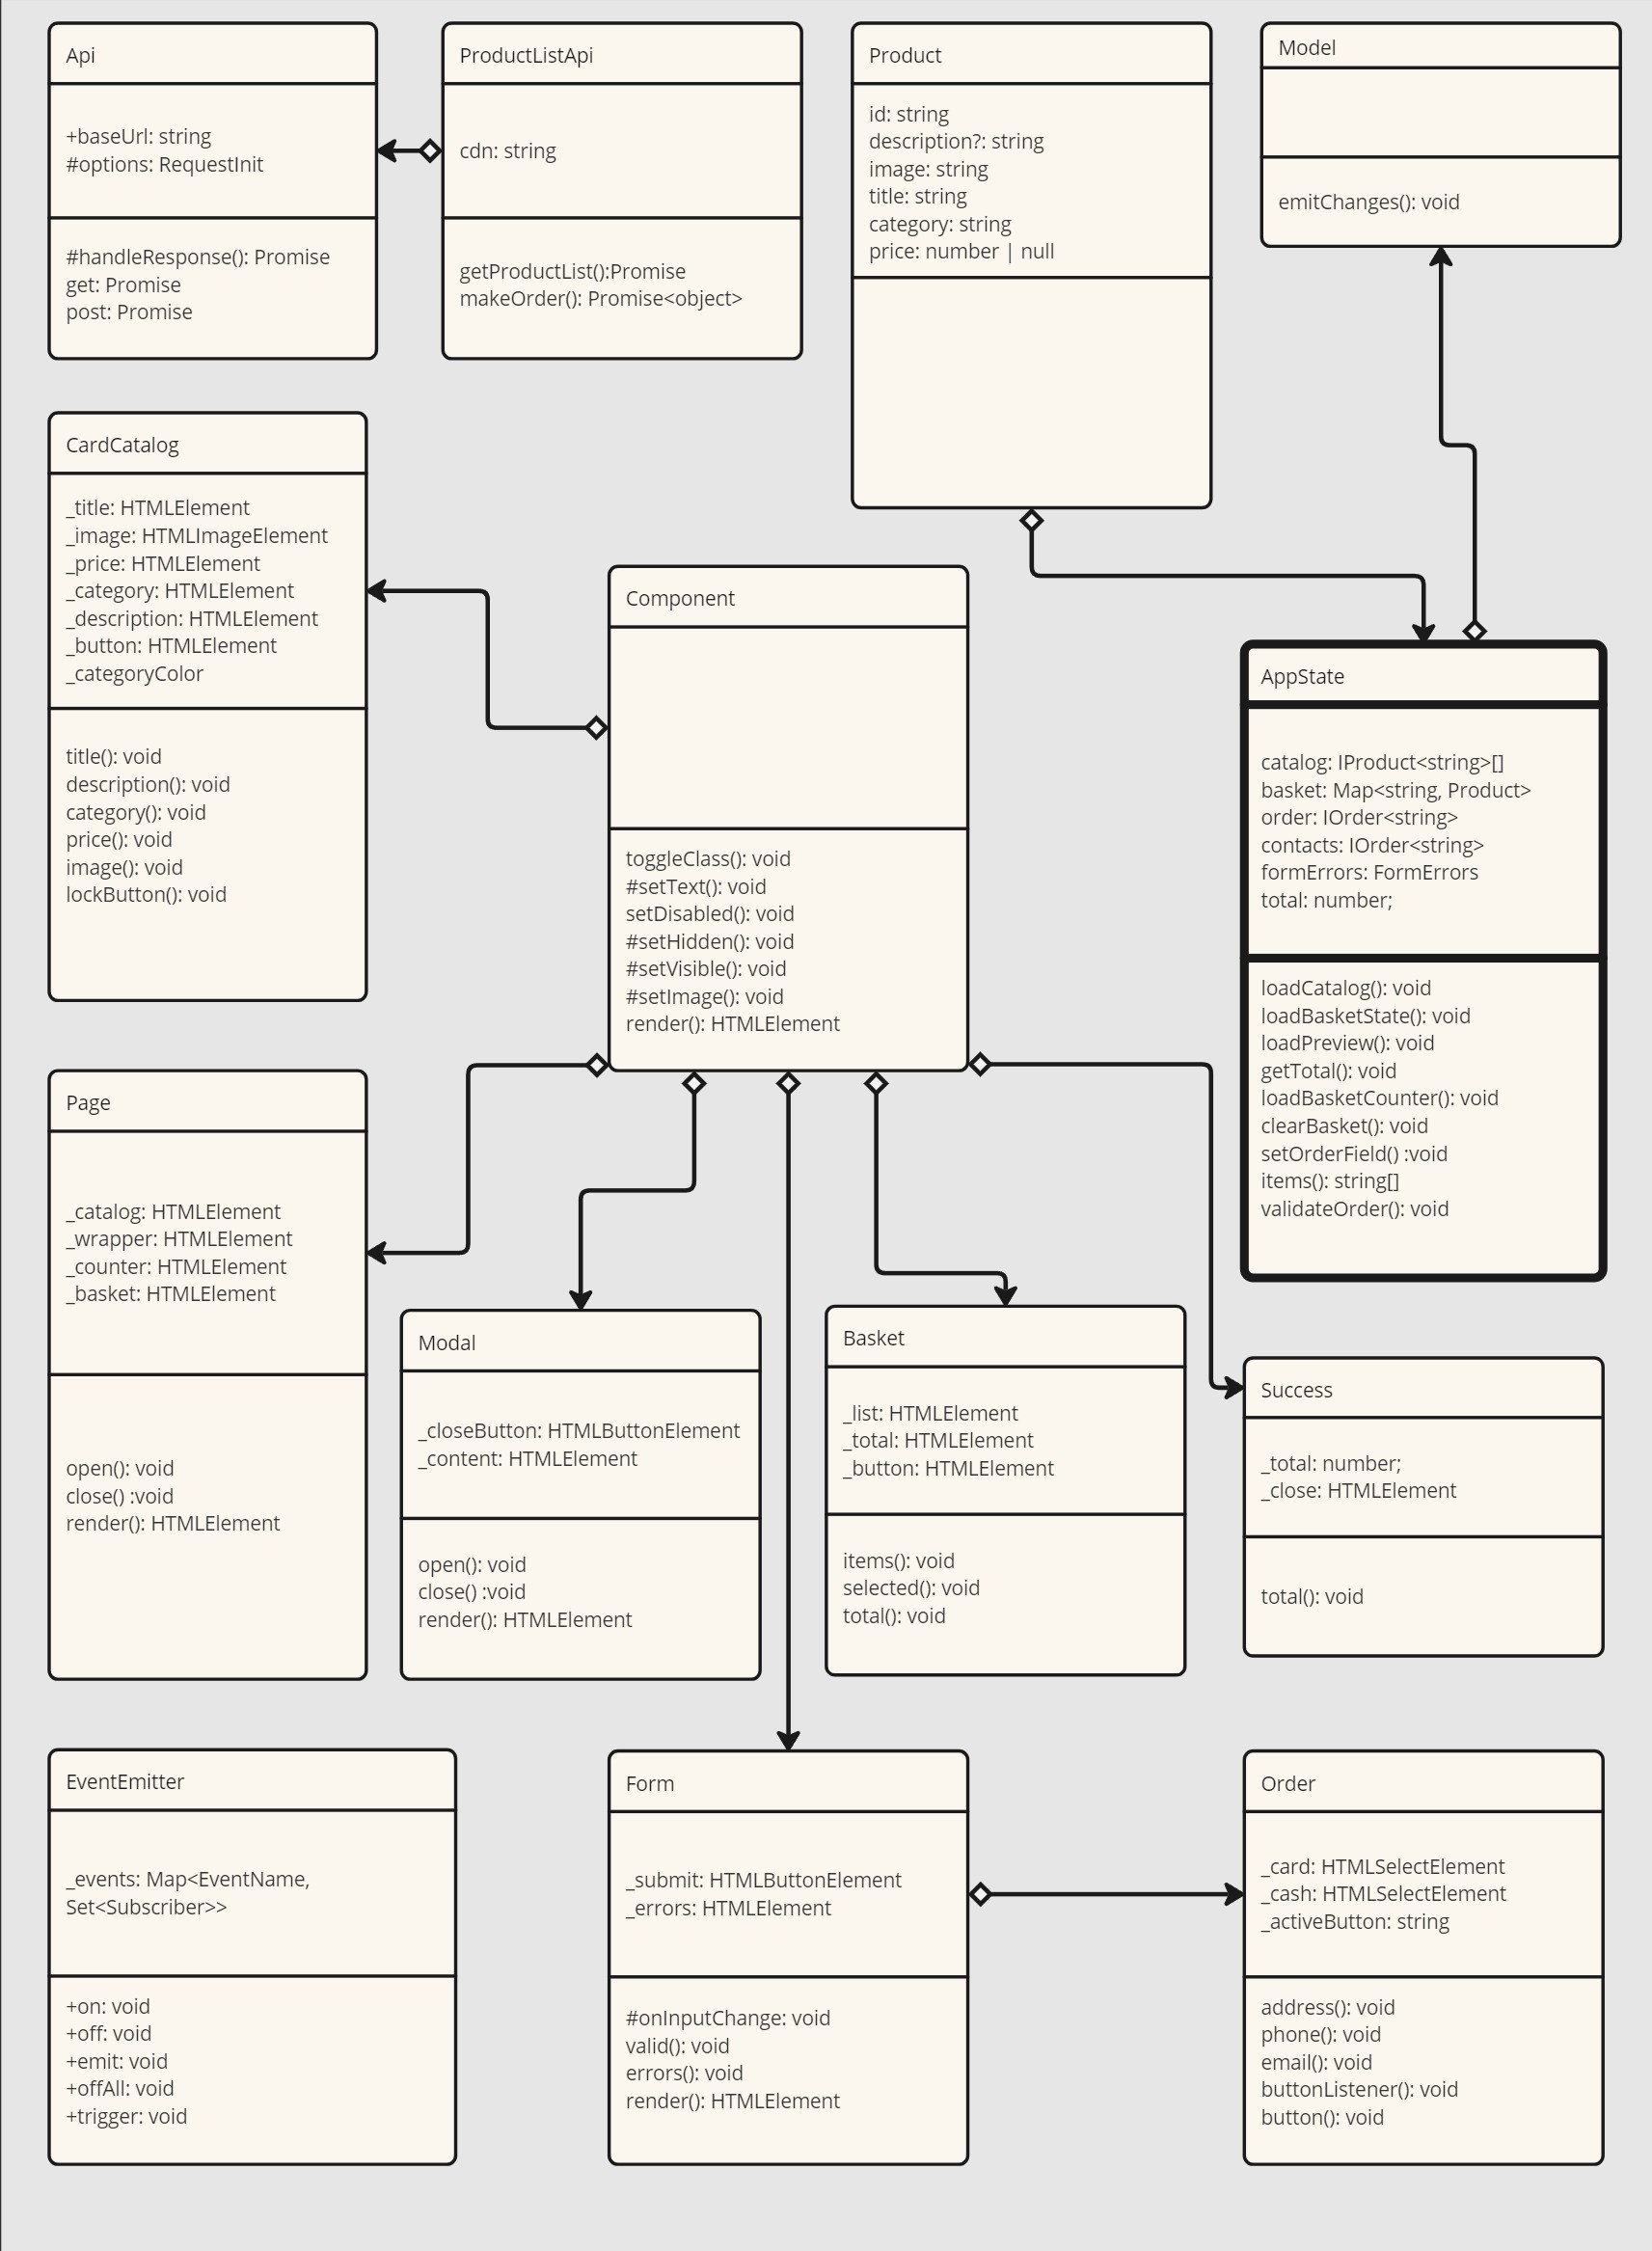 Api
+baseUrl: string
#options: RequestInit
#handleResponse(): Promise
get: Promise
post: Promise
ProductListApi
cdn: string
getProductList():Promise
makeOrder(): Promise<object>
Product
id: string
description?: string
image: string
title: string
category: string
price: number | null
Model
emitChanges(): void
CardCatalog
_title: HTMLElement
_image: HTMLImageElement
_price: HTMLElement
_category: HTMLElement
_description: HTMLElement
_button: HTMLElement
_categoryColor
title(): void
description(): void
category(): void
price(): void
image(): void
lockButton(): void
Component
toggleClass(): void
#setText(): void
setDisabled(): void
#setHidden(): void
#setVisible(): void
#setImage(): void
render(): HTMLElement
AppState
catalog: IProduct<string>[]
basket: Map<string, Product>
order: IOrder<string>
contacts: IOrder<string>
formErrors: FormErrors
total: number;
loadCatalog(): void
loadBasketState(): void
loadPreview(): void
getTotal(): void
loadBasketCounter(): void
clearBasket(): void
setOrderField() :void
items(): string[]
validateOrder(): void
Page
_catalog: HTMLElement
_wrapper: HTMLElement
_counter: HTMLElement
_basket: HTMLElement
open(): void
close() :void
render(): HTMLElement
Modal
_closeButton: HTMLButtonElement
_content: HTMLElement
open(): void
close() :void
render(): HTMLElement
Basket
_list: HTMLElement
_total: HTMLElement
_button: HTMLElement
items(): void
selected(): void
total(): void
Success
_total: number;
_close: HTMLElement
total(): void
EventEmitter
_events: Map<EventName,
Set<Subscriber>>
+on: void
+off: void
+emit: void
+offAll: void
+trigger: void
Form
_submit: HTMLButtonElement
_errors: HTMLElement
#onInputChange: void
valid(): void
errors(): void
render(): HTMLElement
Order
_card: HTMLSelectElement
_cash: HTMLSelectElement
_activeButton: string
address(): void
phone(): void
email(): void
buttonListener(): void
button(): void